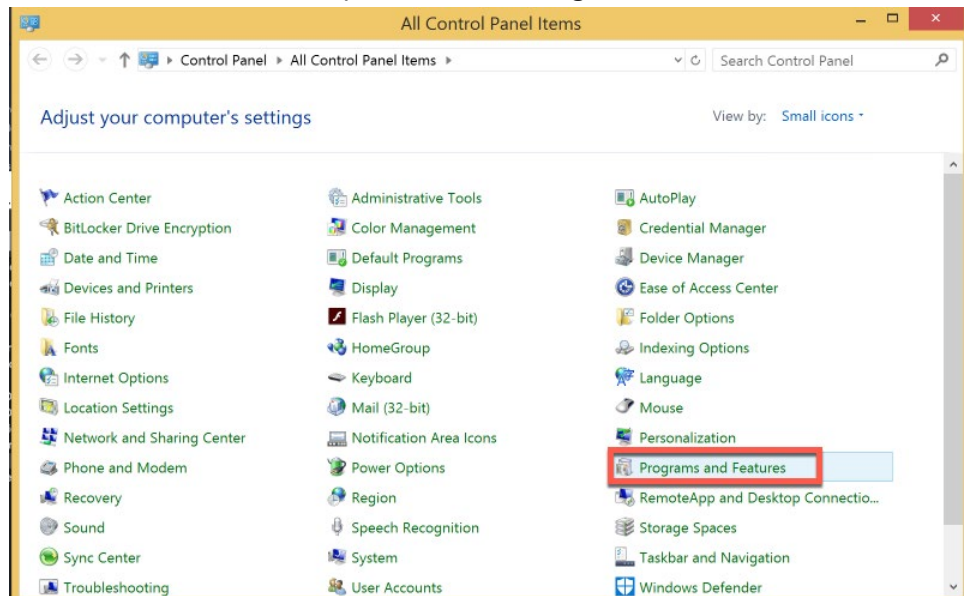 All Control Panel Items
Control Panel All Control Panel Items Search Control Panel
Adjust your computer's settings View by: Small icons
Action Center Administrative Tools AutoPlay
BitLocker Drive Encryption Color Management Credential Manager
Date and Time Default Programs Device Manager
Devices and Printers Display Ease of Access Center
File History Flash Player (32-bit) Folder Options
Fonts HomeGroup Indexing Options
Internet Options Keyboard Language
Location Settings Mail (32-bit) Mouse
Network and Sharing Center Notification Area Icons Personalization
Phone and Modem Power Options Programs and Features
Recovery Region RemoteApp and Desktop Connectio...
Sound Speech Recognition Storage Spaces
Sync Center System Taskbar and Navigation
Troubleshooting User Accounts Windows Defender